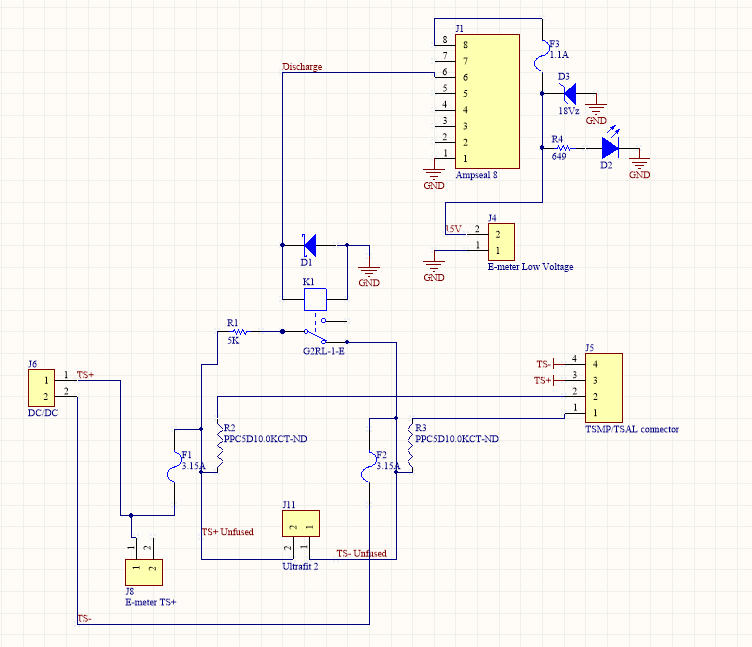 J1
8 8
7 7
6 6
5 5
4 4
3 3
2 2
1 1
Ampseal 8
GND
F3
1.1A
D3
18Vz
GND
R4
649
D2
GND
Discharge
15V
J4
2 2
1 1
E-meter Low Voltage
GND
D1
GND
K1
G2RL-1-E
R1
5K
J6
1 1 TS+
2 2
DC/DC
J5
TS- 4 4
TS+ 3 3
2 2
1 1
TSMP/TSAL connector
R2
PPC5D10.0KCT-ND
R3
PPC5D10.0KCT-ND
F1
3.15A
F2
3.15A
J11
2 1
2 1
Ultrafit 2
TS+ Unfused
TS- Unfused
1 2
1 2
J8
E-meter TS+
TS-